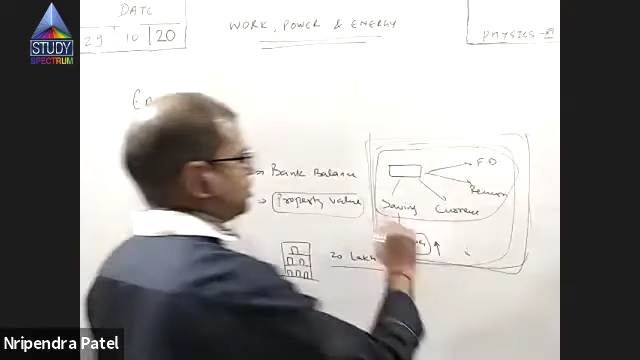 STUDY
SPECTRUM
DATE
29 10 20
WORK, POWER & ENERGY
PHYSICS-
En
Bank Balance
Property value
20 Lakh
F.D
Saving
Current
Nripendra Patel